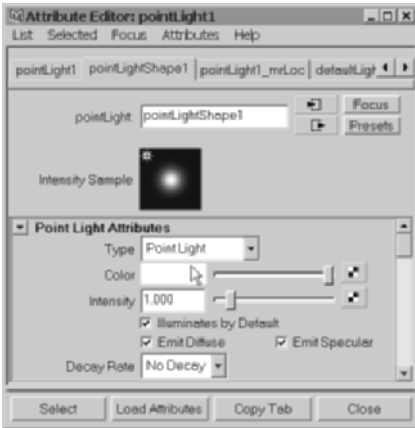 Attribute Editor: pointLight1
List Selected Focus Attributes Help
pointLight1 pointLightShape1 pointLight1_mrLoc defaultLigh
pointLight: pointLightShape1 Focus
Presets
Intensity Sample
Point Light Attributes
Type Point Light
Color
Intensity 1.000
Illuminates by Default
Emit Diffuse Emit Specular
Decay Rate No Decay
Select Load Attributes Copy Tab Close